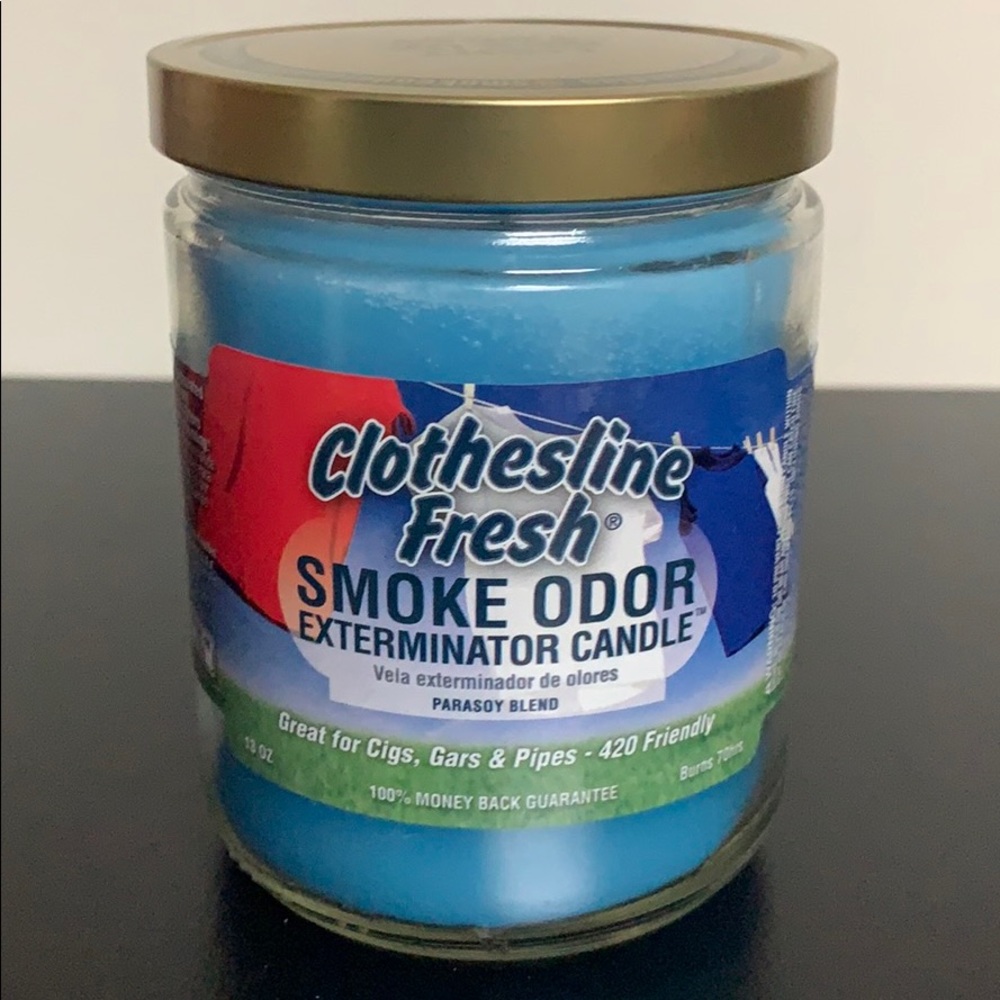 Clothesline
Fresh®
SMOKE ODOR
EXTERMINATOR CANDLE™
Vela exterminador de olores
PARASOY BLEND
Great for Cigs, Gars & Pipes - 420 Friendly
13 OZ
Burns 70hrs
100% MONEY BACK GUARANTEE